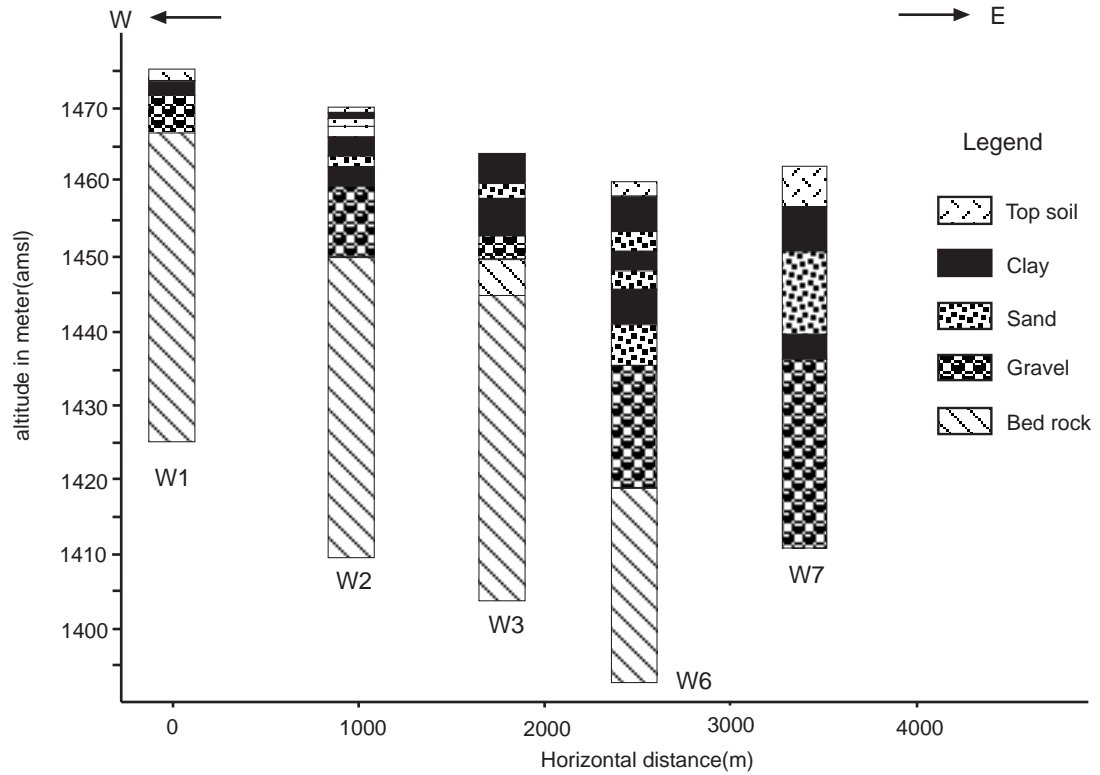 W
E
1470
1460
1450
1440
1430
1420
1410
1400
altitude in meter(amsl)
W1
W2
W3
W6
W7
Legend
Top soil
Clay
Sand
Gravel
Bed rock
0
1000
2000
3000
4000
Horizontal distance(m)